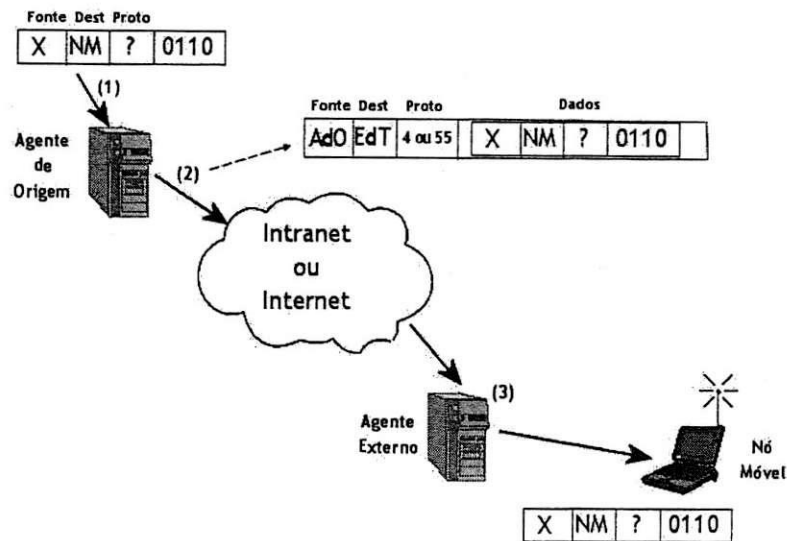 Fonte Dest Proto
X NM ? 0110
(1)
Agente
de
Origem
(2)
Fonte Dest Proto Dados
AdO EdT 4 ou 55 X NM ? 0110
Intranet
ou
Internet
(3)
Agente
Externo
Nó
Móvel
X NM ? 0110